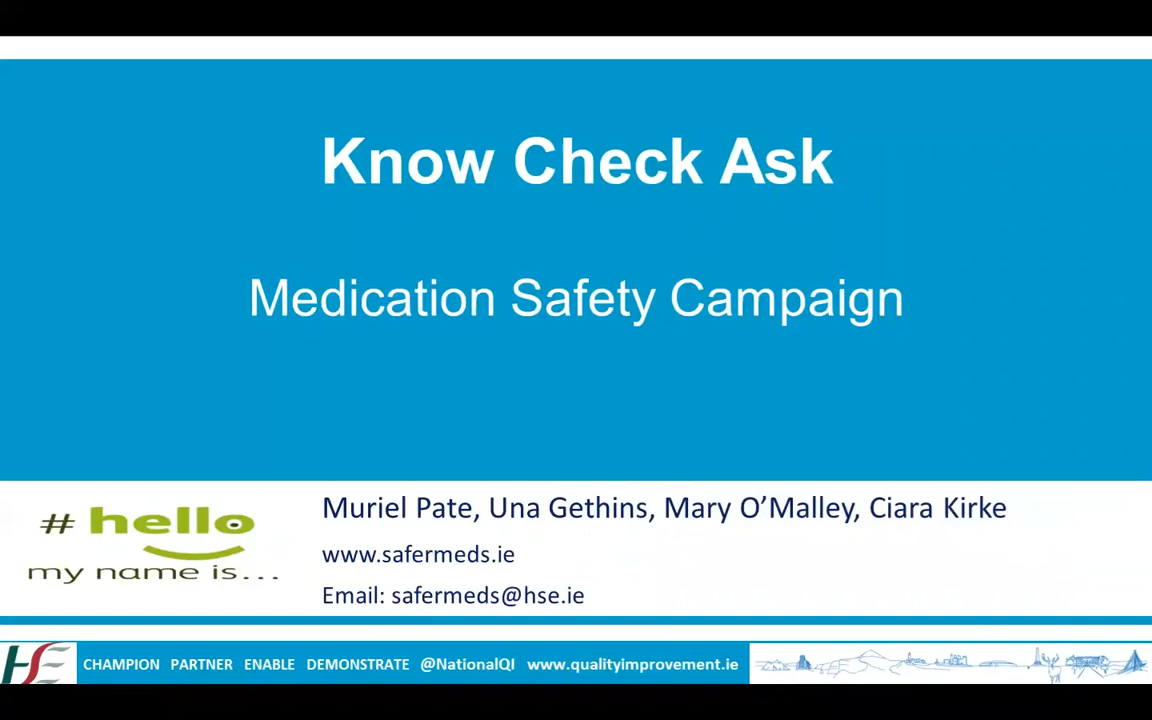 Know Check Ask
Medication Safety Campaign
# hello
my name is...
Muriel Pate, Una Gethins, Mary O’Malley, Ciara Kirke
www.safermeds.ie
Email: safermeds@hse.ie
HSE CHAMPION PARTNER ENABLE DEMONSTRATE @NationalQI www.qualityimprovement.ie